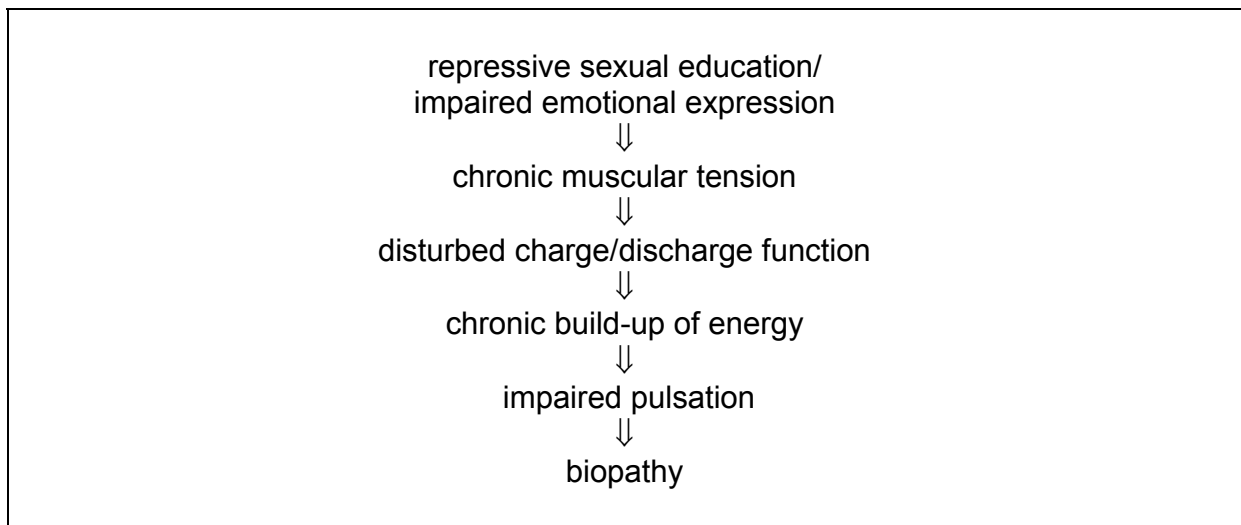 repressive sexual education/
impaired emotional expression
⇓
chronic muscular tension
⇓
disturbed charge/discharge function
⇓
chronic build-up of energy
⇓
impaired pulsation
⇓
biopathy